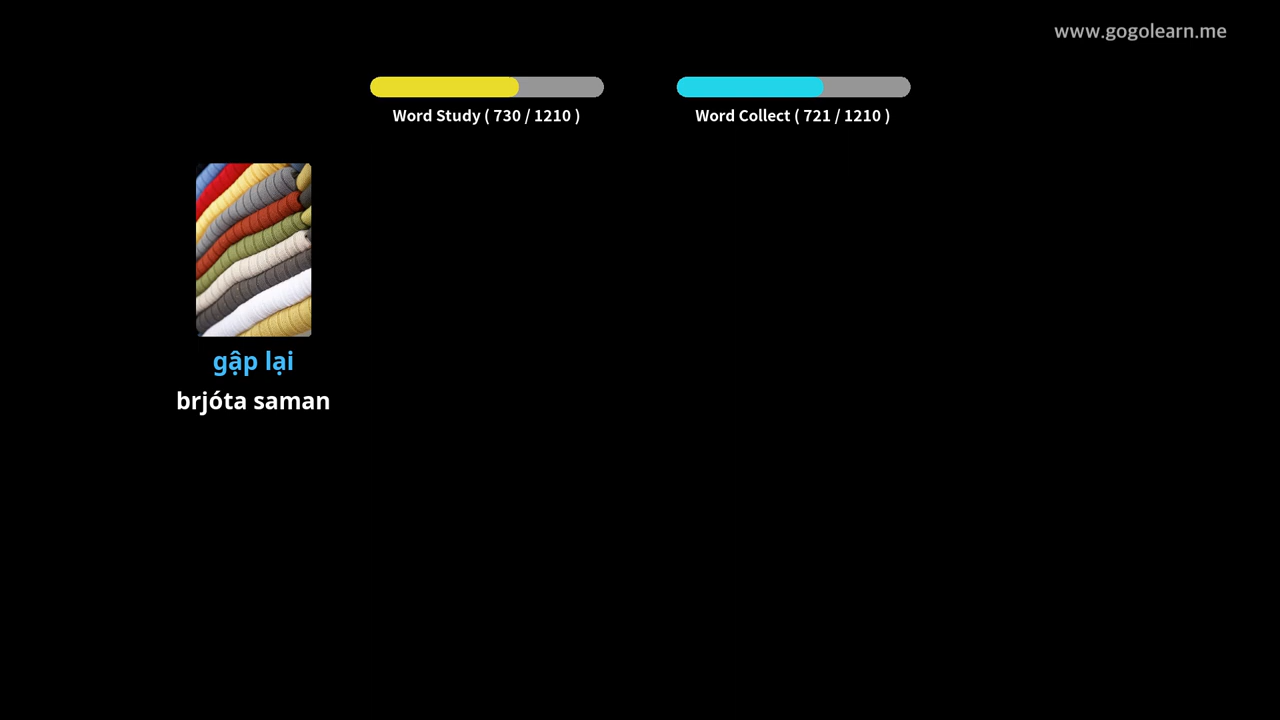 www.gogolearn.me
Word Study ( 730 / 1210 )
Word Collect ( 721 / 1210 )
gập lại
brjóta saman